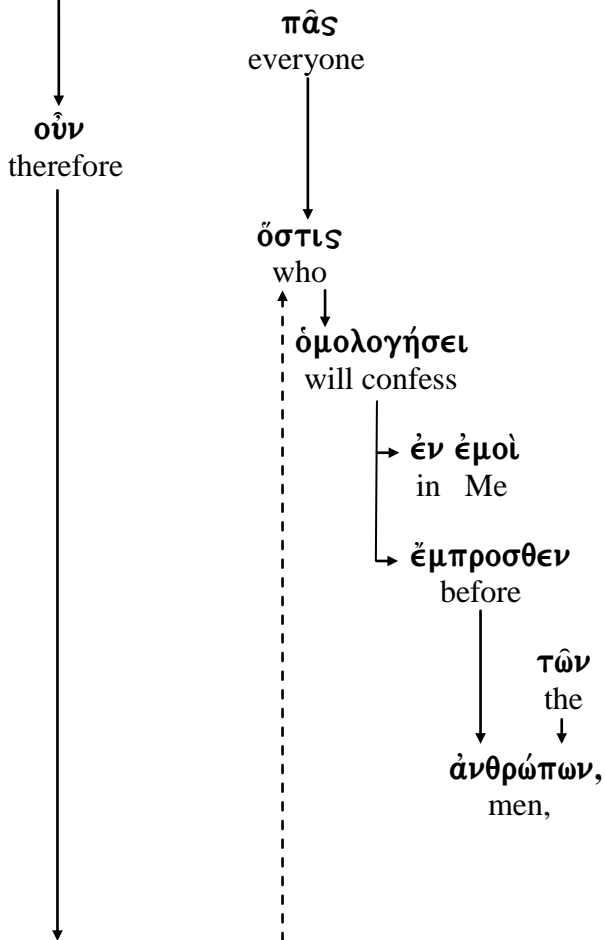 πᾶς
everyone
οὖν
therefore
ὅστις
who
ὁμολογήσει
will confess
ἐν ἐμοὶ
in Me
ἔμπροσθεν
before
τῶν
the
ἀνθρώπων,
men,